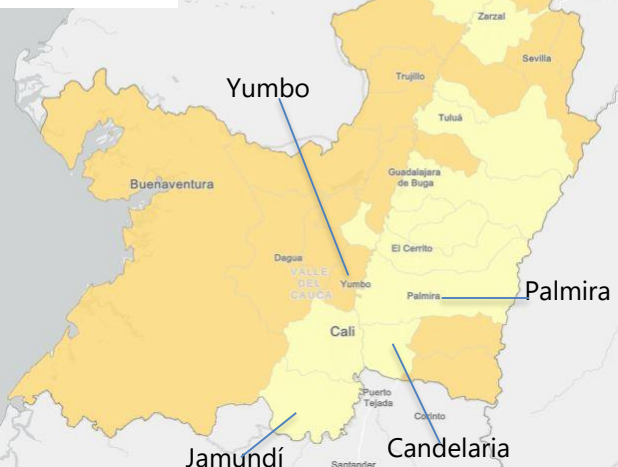 Zarzal
Sevilla
Trujillo
Yumbo
Tuluá
Guadalajara
de Buga
Buenaventura
El Cerrito
Dagua
VALLE
DEL
CAUCA
Yumbo
Palmira
Palmira
Cali
Puerto
Tejada
Corinto
Candelaria
Jamundí
Santander